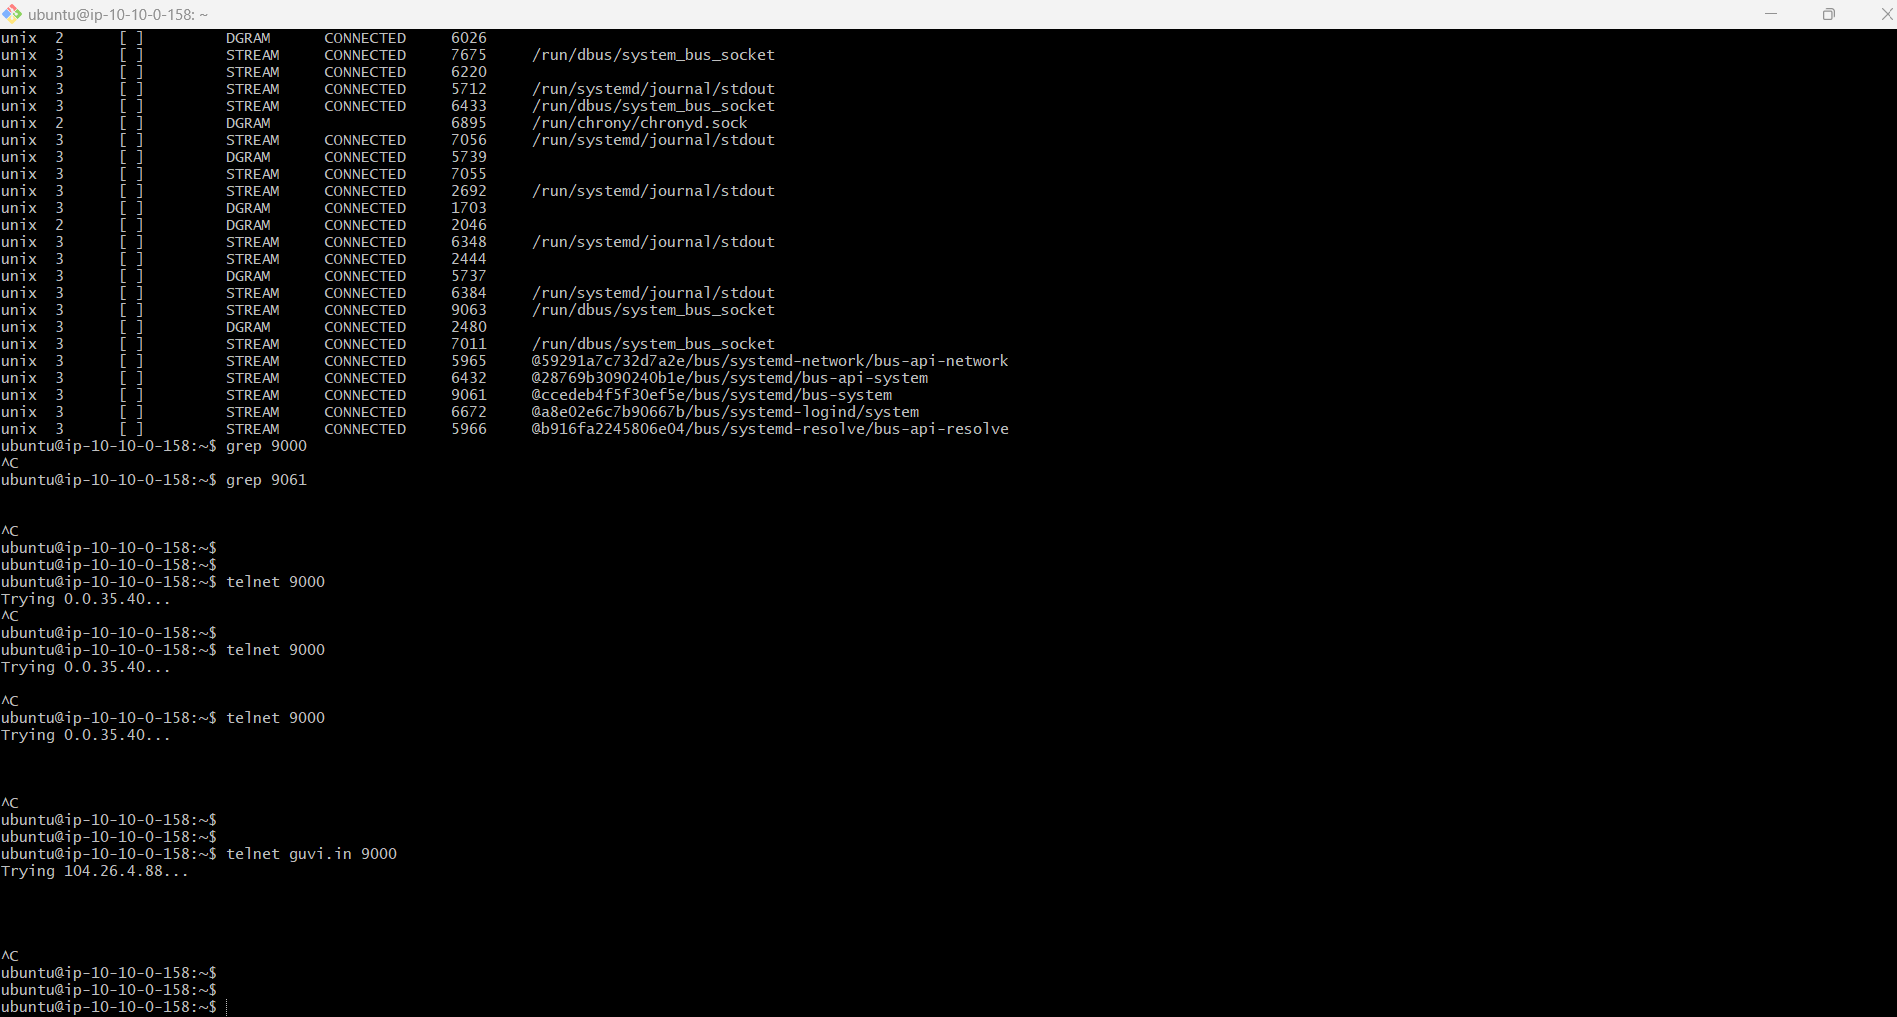 ubuntu@ip-10-10-0-158: ~
unix 2 [ ] DGRAM CONNECTED 6026
unix 3 [ ] STREAM CONNECTED 7675 /run/dbus/system_bus_socket
unix 3 [ ] STREAM CONNECTED 6220
unix 3 [ ] STREAM CONNECTED 5712 /run/systemd/journal/stdout
unix 3 [ ] STREAM CONNECTED 6433 /run/dbus/system_bus_socket
unix 2 [ ] DGRAM 6895 /run/chrony/chronyd.sock
unix 3 [ ] STREAM CONNECTED 7056 /run/systemd/journal/stdout
unix 3 [ ] DGRAM CONNECTED 5739
unix 3 [ ] STREAM CONNECTED 7055
unix 3 [ ] STREAM CONNECTED 2692 /run/systemd/journal/stdout
unix 3 [ ] DGRAM CONNECTED 1703
unix 2 [ ] DGRAM CONNECTED 2046
unix 3 [ ] STREAM CONNECTED 6348 /run/systemd/journal/stdout
unix 3 [ ] STREAM CONNECTED 2444
unix 3 [ ] DGRAM CONNECTED 5737
unix 3 [ ] STREAM CONNECTED 6384 /run/systemd/journal/stdout
unix 3 [ ] STREAM CONNECTED 9063 /run/dbus/system_bus_socket
unix 3 [ ] DGRAM CONNECTED 2480
unix 3 [ ] STREAM CONNECTED 7011 /run/dbus/system_bus_socket
unix 3 [ ] STREAM CONNECTED 5965 @59291a7c732d7a2e/bus/systemd-network/bus-api-network
unix 3 [ ] STREAM CONNECTED 6432 @28769b3090240b1e/bus/systemd/bus-api-system
unix 3 [ ] STREAM CONNECTED 9061 @ccedeb4f5f30ef5e/bus/systemd/bus-system
unix 3 [ ] STREAM CONNECTED 6672 @a8e02e6c7b90667b/bus/systemd-logind/system
unix 3 [ ] STREAM CONNECTED 5966 @b916fa2245806e04/bus/systemd-resolve/bus-api-resolve
ubuntu@ip-10-10-0-158:~$ grep 9000
^C
ubuntu@ip-10-10-0-158:~$ grep 9061
^C
ubuntu@ip-10-10-0-158:~$
ubuntu@ip-10-10-0-158:~$
ubuntu@ip-10-10-0-158:~$ telnet 9000
Trying 0.0.35.40...
^C
ubuntu@ip-10-10-0-158:~$
ubuntu@ip-10-10-0-158:~$ telnet 9000
Trying 0.0.35.40...
^C
ubuntu@ip-10-10-0-158:~$ telnet 9000
Trying 0.0.35.40...
^C
ubuntu@ip-10-10-0-158:~$
ubuntu@ip-10-10-0-158:~$
ubuntu@ip-10-10-0-158:~$ telnet guvi.in 9000
Trying 104.26.4.88...
^C
ubuntu@ip-10-10-0-158:~$
ubuntu@ip-10-10-0-158:~$
ubuntu@ip-10-10-0-158:~$